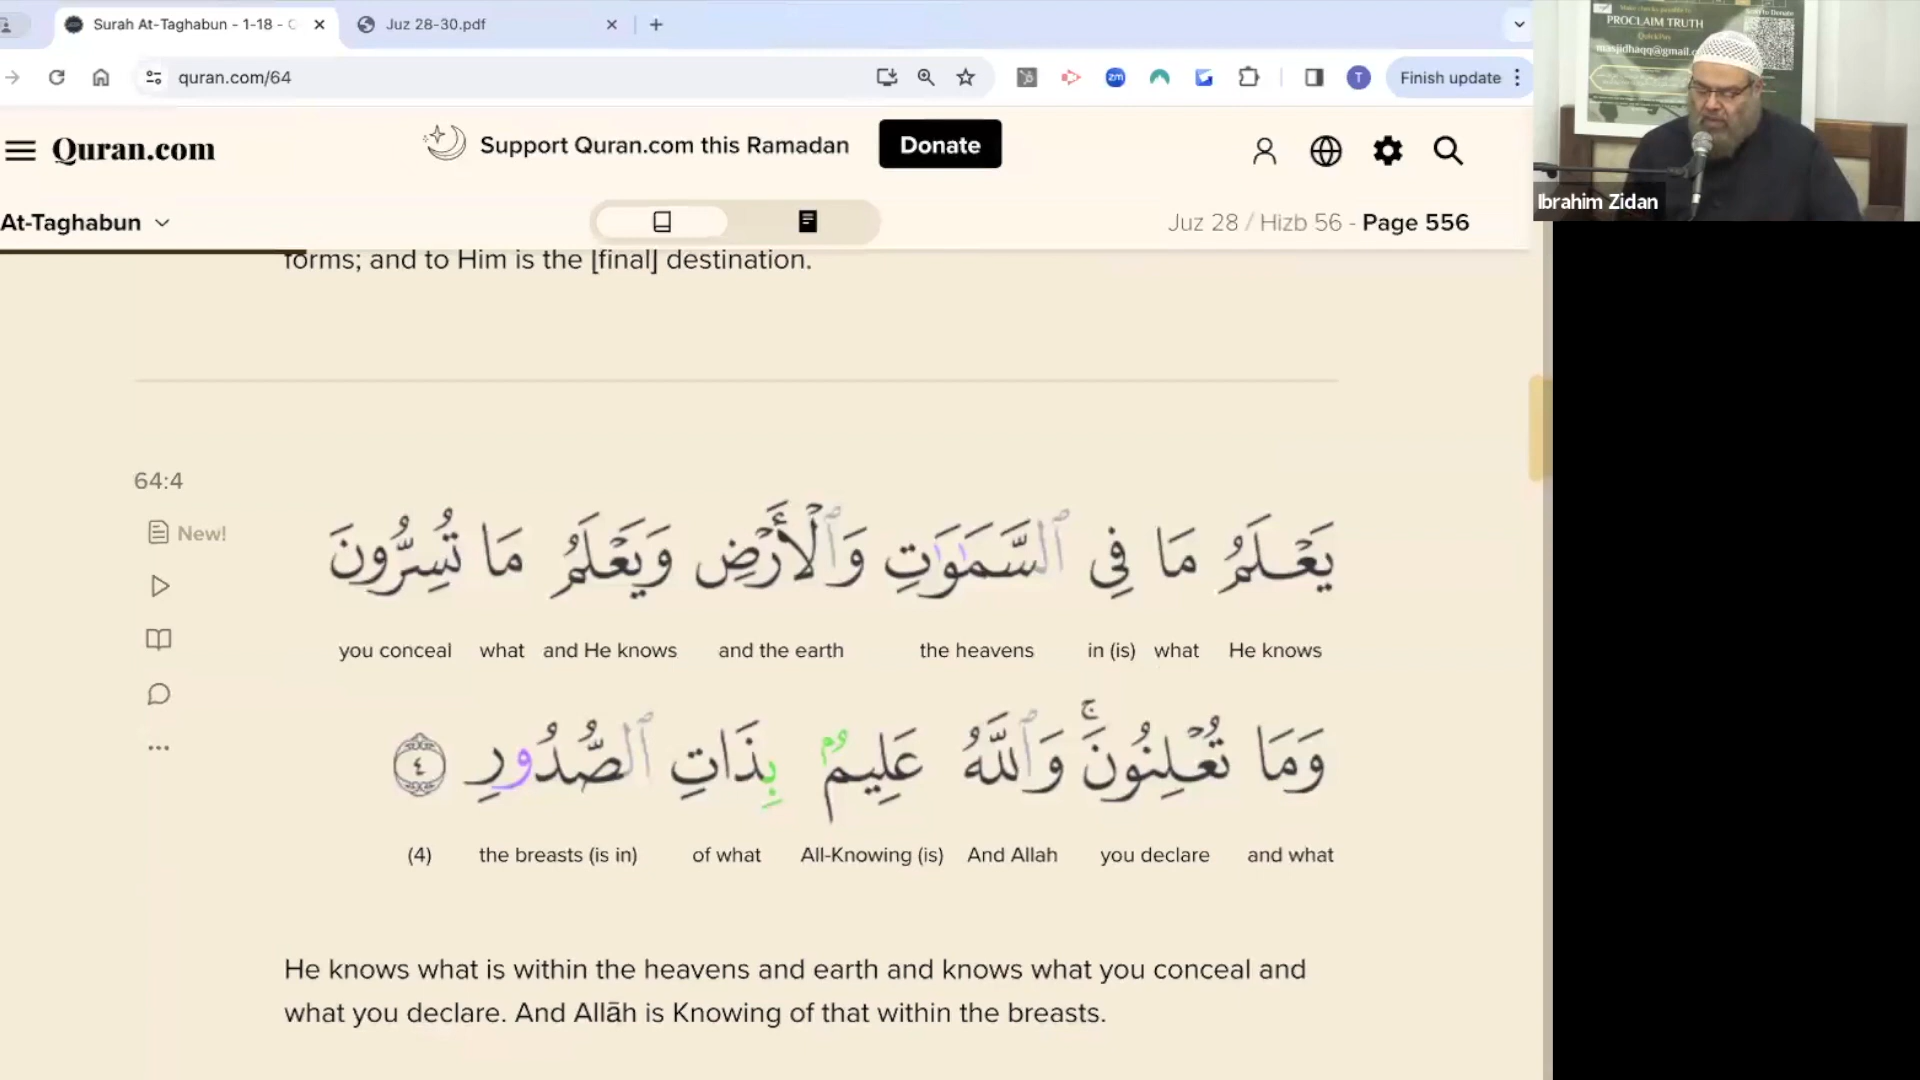 Surah At-Taghabun - 1-18 - Q
Juz 28-30.pdf
quran.com/64
zm
T
Finish update
PROCLAIM TRUTH
QuickPay
masjidhaqq@gmail.c
Ibrahim Zidan
Quran.com
Support Quran.com this Ramadan
Donate
At-Taghabun
Juz 28 / Hizb 56 - Page 556
forms; and to Him is the [final] destination.
64:4
New!
يَعْلَمُ مَا فِى ٱلسَّمَـٰوَٰتِ وَٱلْأَرْضِ وَيَعْلَمُ مَا تُسِرُّونَ
you conceal what and He knows and the earth the heavens in (is) what He knows
وَمَا تُعْلِنُونَ ۚ وَٱللَّهُ عَلِيمٌۢ بِذَاتِ ٱلصُّدُورِ ٤
(4) the breasts (is in) of what All-Knowing (is) And Allah you declare and what
He knows what is within the heavens and earth and knows what you conceal and
what you declare. And Allāh is Knowing of that within the breasts.